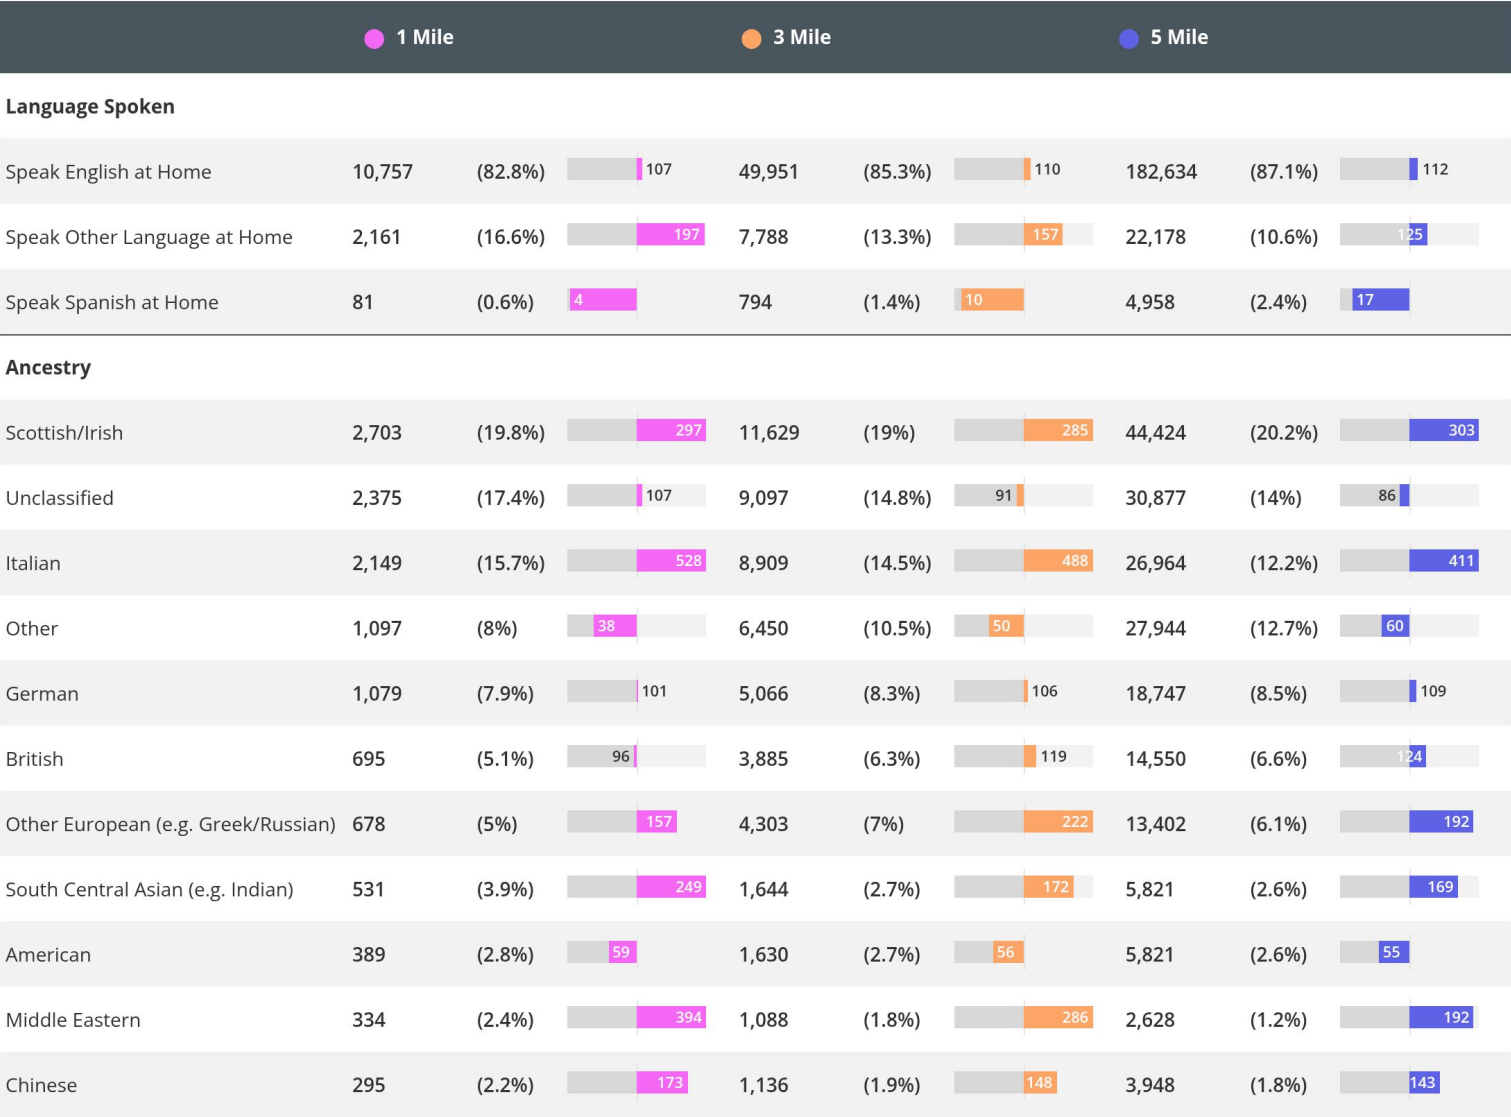 1 Mile 3 Mile 5 Mile
Language Spoken
Speak English at Home 10,757 (82.8%) 107 49,951 (85.3%) 110 182,634 (87.1%) 112
Speak Other Language at Home 2,161 (16.6%) 197 7,788 (13.3%) 157 22,178 (10.6%) 125
Speak Spanish at Home 81 (0.6%) 4 794 (1.4%) 10 4,958 (2.4%) 17
Ancestry
Scottish/Irish 2,703 (19.8%) 297 11,629 (19%) 285 44,424 (20.2%) 303
Unclassified 2,375 (17.4%) 107 9,097 (14.8%) 91 30,877 (14%) 86
Italian 2,149 (15.7%) 528 8,909 (14.5%) 488 26,964 (12.2%) 411
Other 1,097 (8%) 38 6,450 (10.5%) 50 27,944 (12.7%) 60
German 1,079 (7.9%) 101 5,066 (8.3%) 106 18,747 (8.5%) 109
British 695 (5.1%) 96 3,885 (6.3%) 119 14,550 (6.6%) 124
Other European (e.g. Greek/Russian) 678 (5%) 157 4,303 (7%) 222 13,402 (6.1%) 192
South Central Asian (e.g. Indian) 531 (3.9%) 249 1,644 (2.7%) 172 5,821 (2.6%) 169
American 389 (2.8%) 59 1,630 (2.7%) 56 5,821 (2.6%) 55
Middle Eastern 334 (2.4%) 394 1,088 (1.8%) 286 2,628 (1.2%) 192
Chinese 295 (2.2%) 173 1,136 (1.9%) 148 3,948 (1.8%) 143